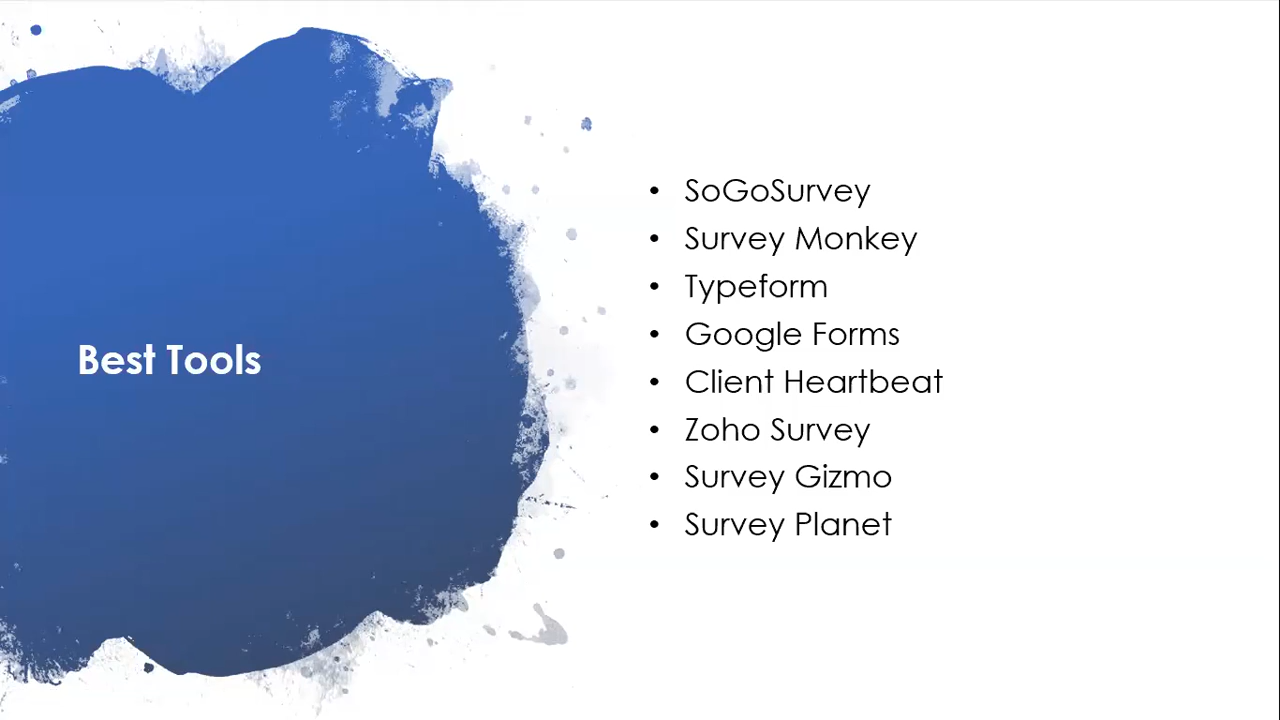 Best Tools
• SoGoSurvey
• Survey Monkey
• Typeform
• Google Forms
• Client Heartbeat
• Zoho Survey
• Survey Gizmo
• Survey Planet